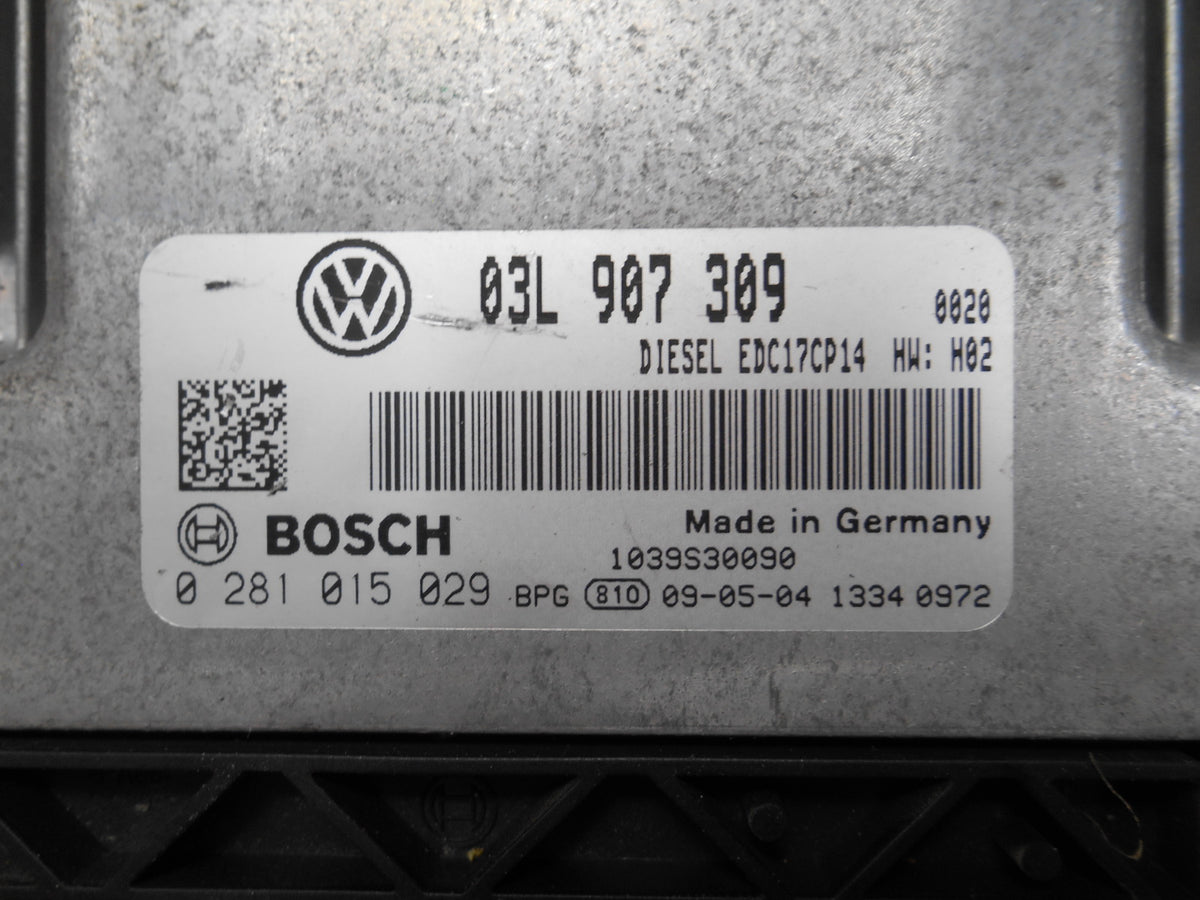 03L 907 309
0020
DIESEL EDC17CP14 HW: H02
BOSCH
Made in Germany
1039S30090
0 281 015 029 BPG 810 09-05-04 1334 0972